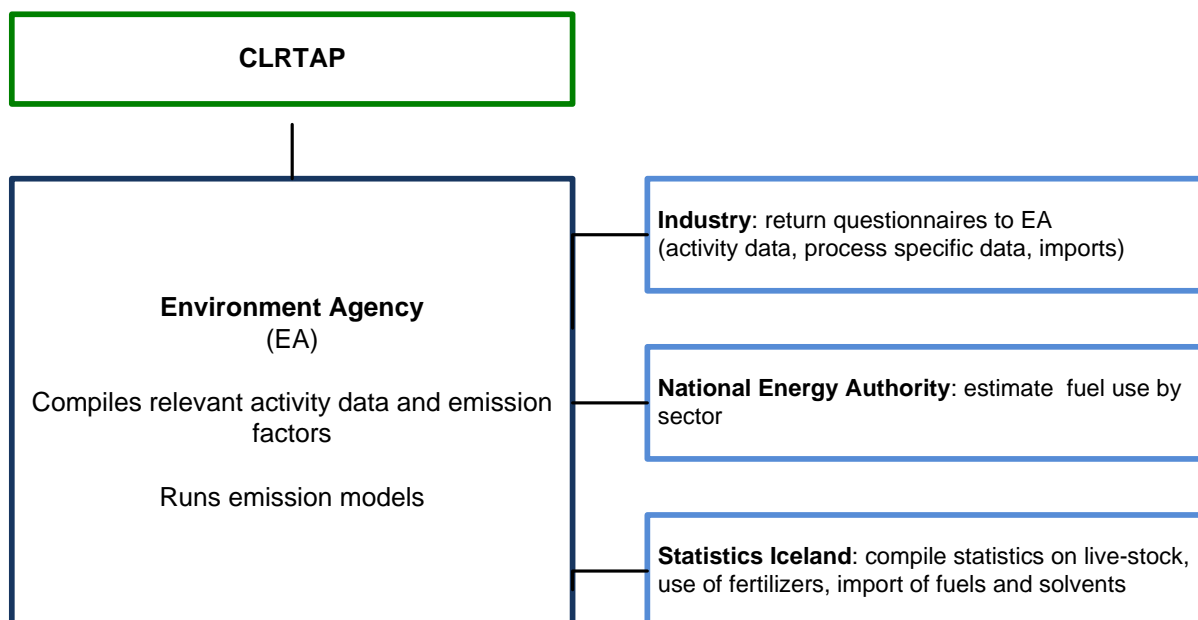 CLRTAP
Environment Agency
(EA)
Compiles relevant activity data and emission
factors
Runs emission models
Industry: return questionnaires to EA
(activity data, process specific data, imports)
National Energy Authority: estimate  fuel use by
sector
Statistics Iceland: compile statistics on live-stock,
use of fertilizers, import of fuels and solvents